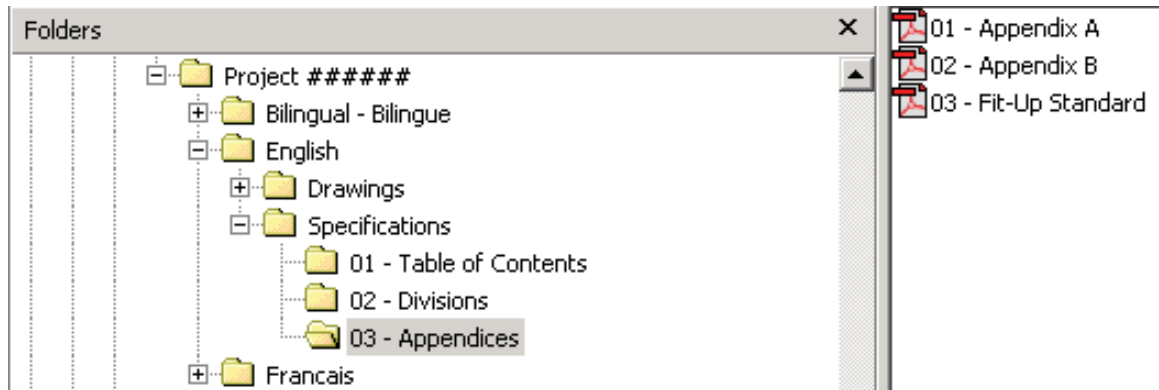 Folders
Project ######
Bilingual - Bilingue
English
Drawings
Specifications
01 - Table of Contents
02 - Divisions
03 - Appendices
Francais
01 - Appendix A
02 - Appendix B
03 - Fit-Up Standard